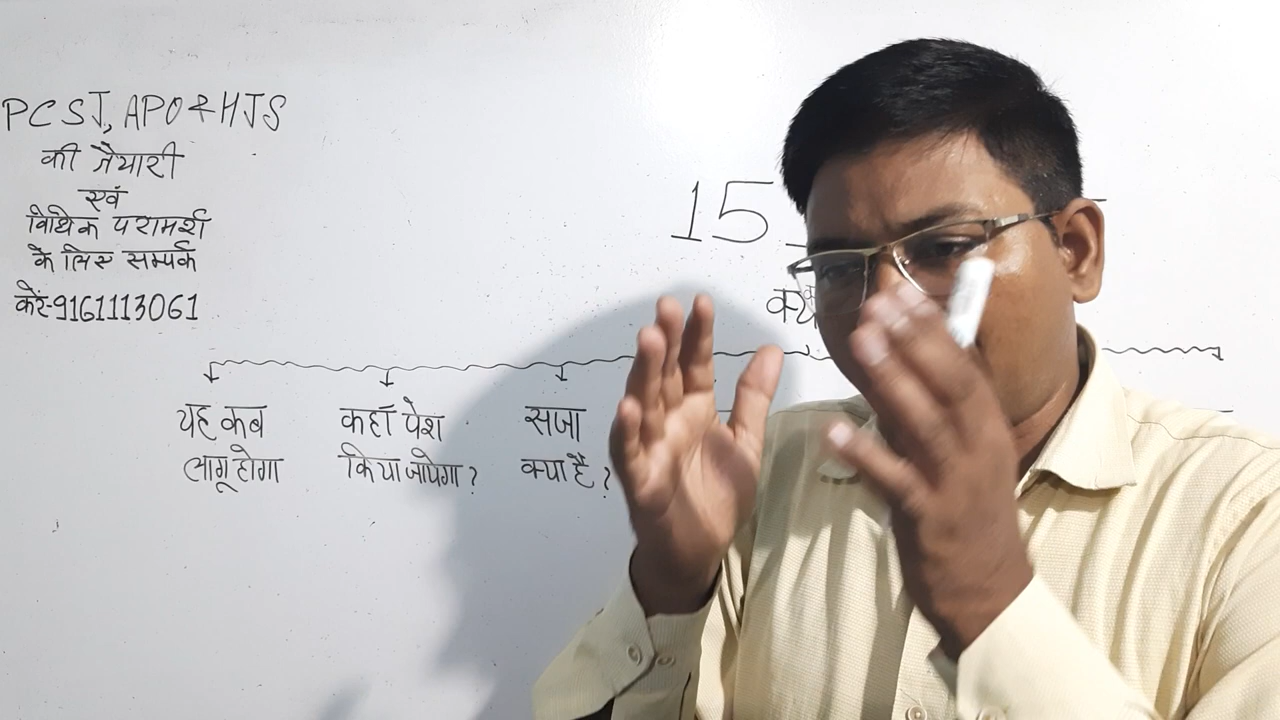 PCSJ, APO & HJS
की तैयारी
एवं
विधिक परामर्श
के लिए सम्पर्क
करें-9161113061
15
यह कब
लागू होगा
कहाँ पेश
किया जायेगा?
सजा
क्या है?